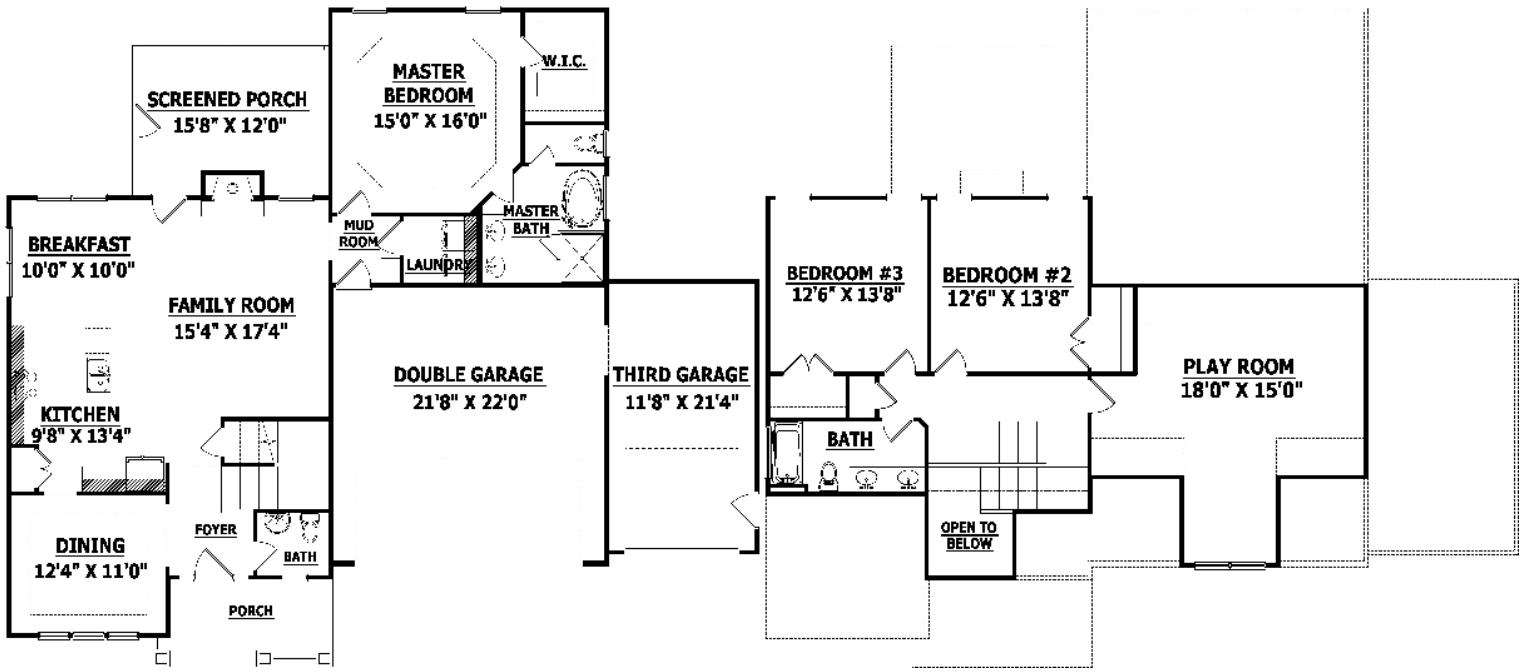 MASTER
BEDROOM
15'0" X 16'0"
W.I.C.
SCREENED PORCH
15'8" X 12'0"
MASTER
BATH
MUD
ROOM
LAUNDRY
BREAKFAST
10'0" X 10'0"
FAMILY ROOM
15'4" X 17'4"
KITCHEN
9'8" X 13'4"
DOUBLE GARAGE
21'8" X 22'0"
THIRD GARAGE
11'8" X 21'4"
FOYER
BATH
DINING
12'4" X 11'0"
PORCH
BEDROOM #3
12'6" X 13'8"
BEDROOM #2
12'6" X 13'8"
PLAY ROOM
18'0" X 15'0"
BATH
OPEN TO
BELOW